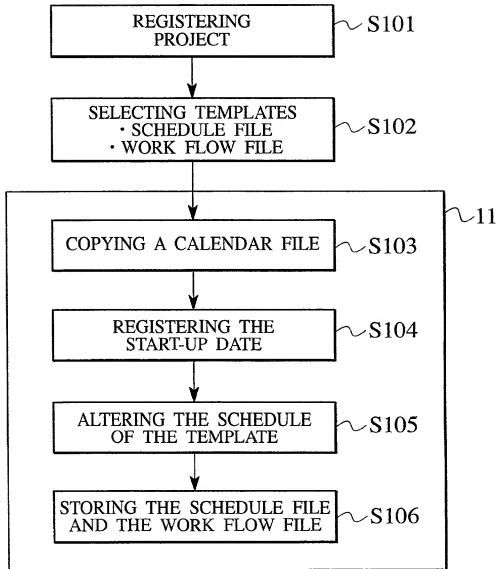 REGISTERING
PROJECT
S101
SELECTING TEMPLATES
・SCHEDULE FILE
・WORK FLOW FILE
S102
11
COPYING A CALENDAR FILE
S103
REGISTERING THE
START-UP DATE
S104
ALTERING THE SCHEDULE
OF THE TEMPLATE
S105
STORING THE SCHEDULE FILE
AND THE WORK FLOW FILE
S106